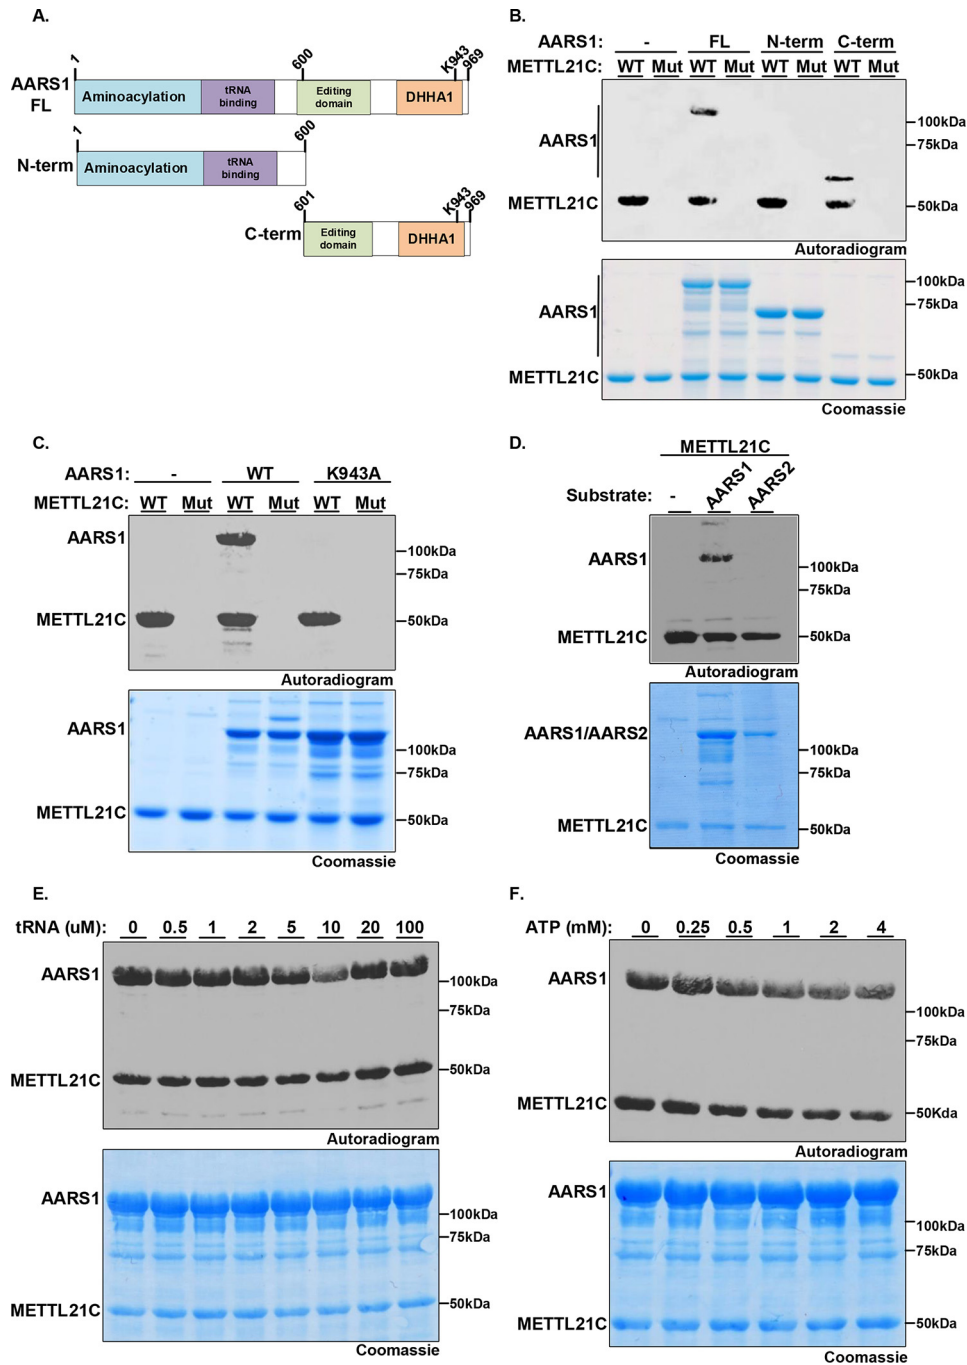 A.
1
600
K943
969
AARS1
FL
Aminoacylation
tRNA
binding
Editing
domain
DHHA1
1
600
N-term
Aminoacylation
tRNA
binding
601
K943
969
C-term
Editing
domain
DHHA1
B.
AARS1: - FL N-term C-term
METTL21C: WT Mut WT Mut WT Mut WT Mut
AARS1
METTL21C
100kDa
75kDa
50kDa
Autoradiogram
AARS1
METTL21C
100kDa
75kDa
50kDa
Coomassie
C.
AARS1: - WT K943A
METTL21C: WT Mut WT Mut WT Mut
AARS1
METTL21C
100kDa
75kDa
50kDa
Autoradiogram
AARS1
METTL21C
100kDa
75kDa
50kDa
Coomassie
D.
METTL21C
Substrate: - AARS1 AARS2
AARS1
METTL21C
100kDa
75kDa
50kDa
Autoradiogram
AARS1/AARS2
METTL21C
100kDa
75kDa
50kDa
Coomassie
E.
tRNA (uM): 0 0.5 1 2 5 10 20 100
AARS1
METTL21C
100kDa
75kDa
50kDa
Autoradiogram
AARS1
METTL21C
100kDa
75kDa
50kDa
Coomassie
F.
ATP (mM): 0 0.25 0.5 1 2 4
AARS1
METTL21C
100kDa
75kDa
50Kda
Autoradiogram
AARS1
METTL21C
100kDa
75kDa
50kDa
Coomassie